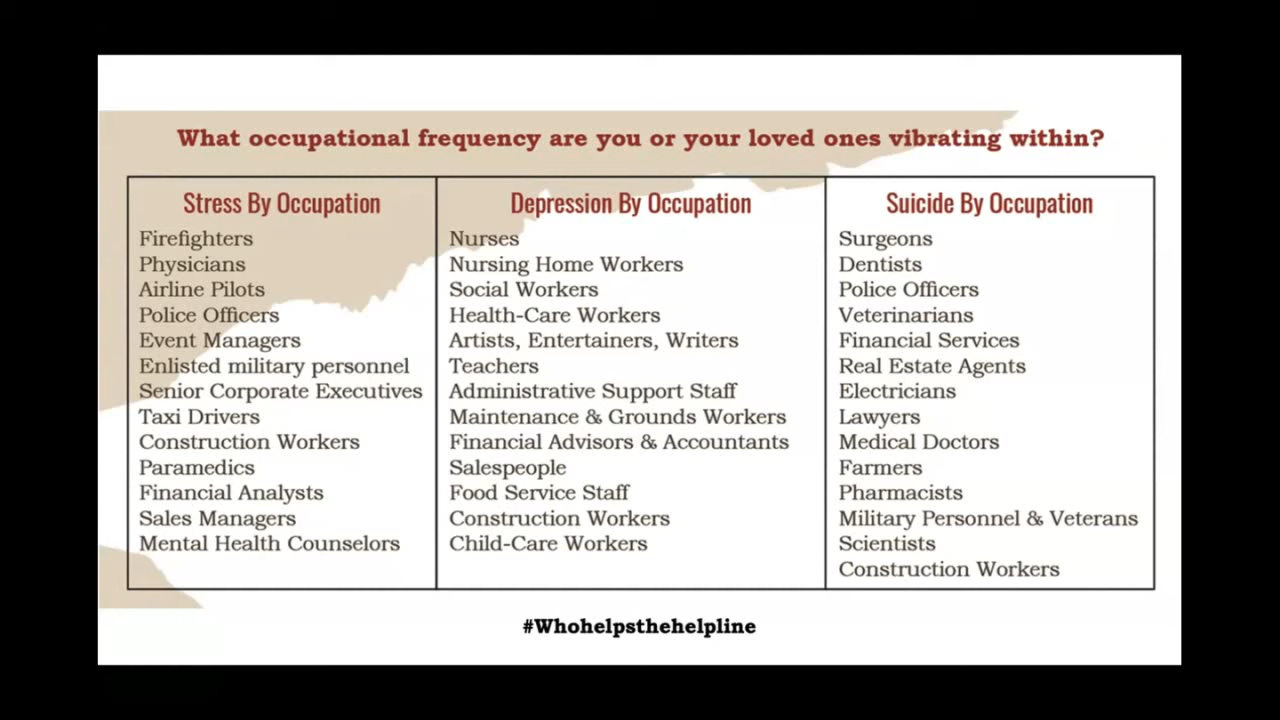 What occupational frequency are you or your loved ones vibrating within?
Stress By Occupation
Firefighters
Physicians
Airline Pilots
Police Officers
Event Managers
Enlisted military personnel
Senior Corporate Executives
Taxi Drivers
Construction Workers
Paramedics
Financial Analysts
Sales Managers
Mental Health Counselors
Depression By Occupation
Nurses
Nursing Home Workers
Social Workers
Health-Care Workers
Artists, Entertainers, Writers
Teachers
Administrative Support Staff
Maintenance & Grounds Workers
Financial Advisors & Accountants
Salespeople
Food Service Staff
Construction Workers
Child-Care Workers
Suicide By Occupation
Surgeons
Dentists
Police Officers
Veterinarians
Financial Services
Real Estate Agents
Electricians
Lawyers
Medical Doctors
Farmers
Pharmacists
Military Personnel & Veterans
Scientists
Construction Workers
#Whohelpsthehelpline